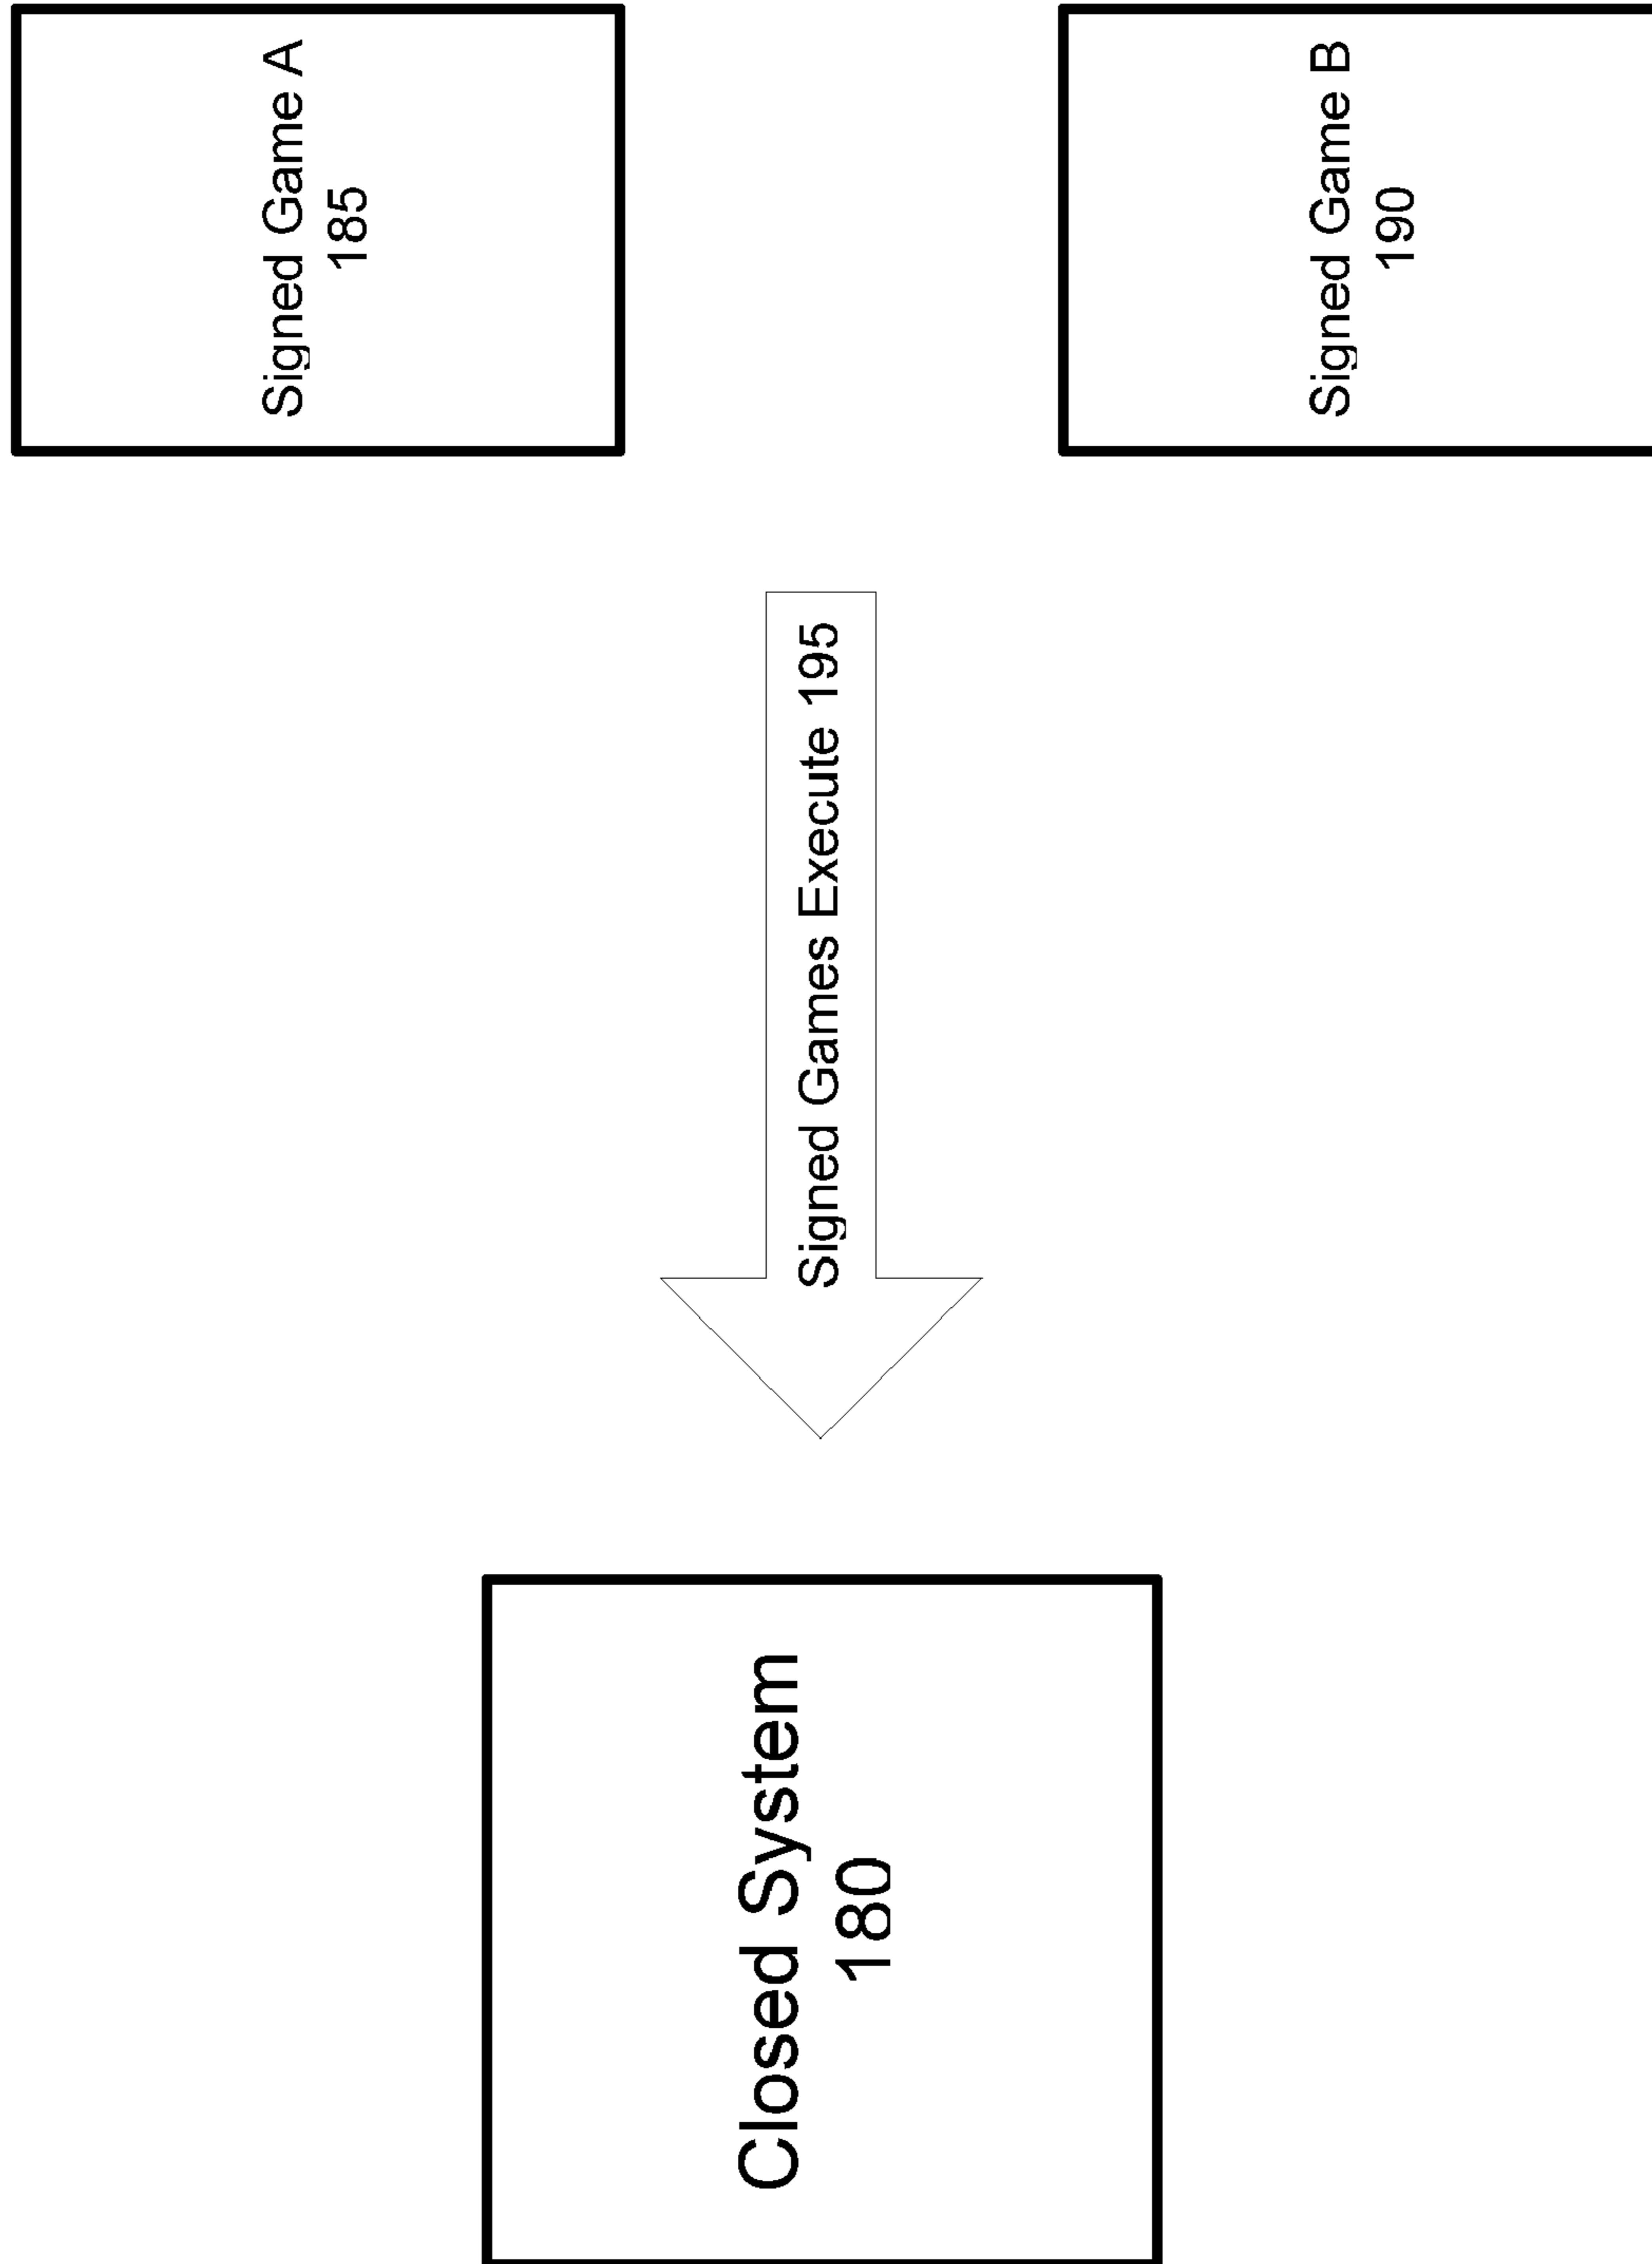 Signed Game A
185
Signed Game B
190
Signed Games Execute 195
Closed System
180